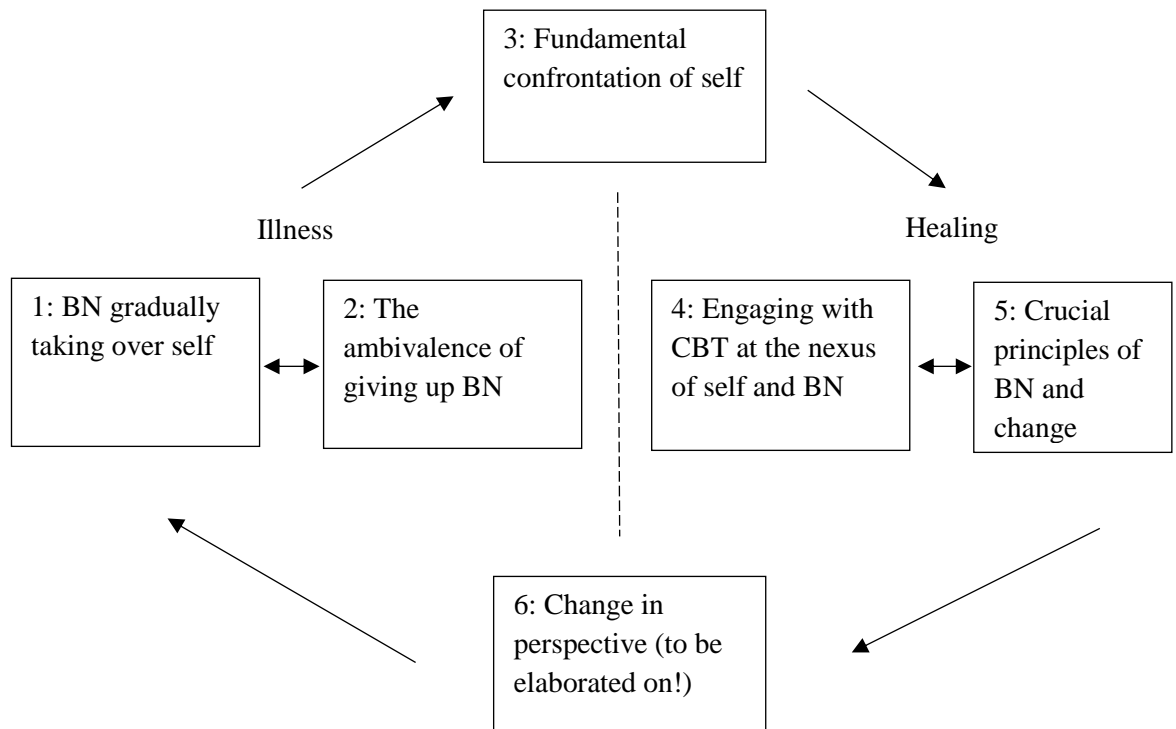 3: Fundamental
confrontation of self
Illness
Healing
1: BN gradually
taking over self
2: The
ambivalence of
giving up BN
4: Engaging with
CBT at the nexus
of self and BN
5: Crucial
principles of
BN and
change
6: Change in
perspective (to be
elaborated on!)